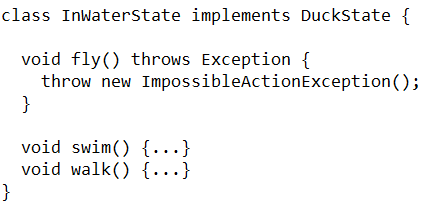 class InWaterState implements DuckState {
void fly() throws Exception {
throw new ImpossibleActionException();
}
void swim() {...}
void walk() {...}
}